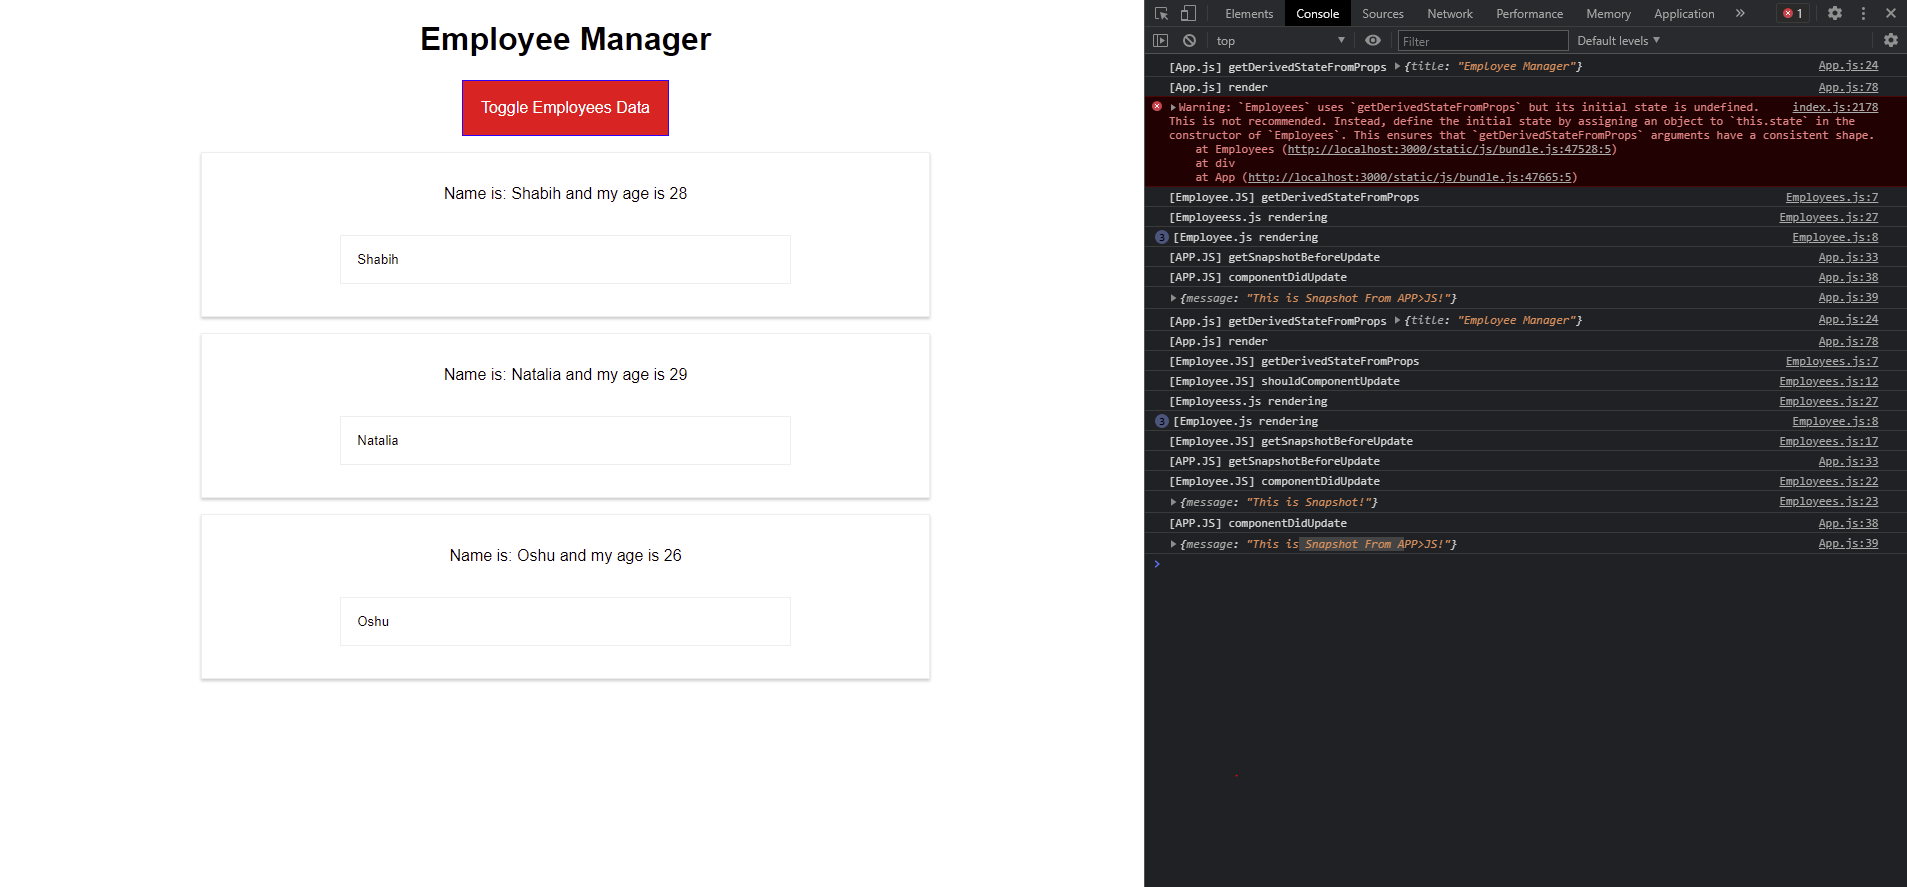 Employee Manager
Toggle Employees Data
Name is: Shabih and my age is 28
Shabih
Name is: Natalia and my age is 29
Natalia
Name is: Oshu and my age is 26
Oshu
Elements Console Sources Network Performance Memory Application » 1
top Filter Default levels
[App.js] getDerivedStateFromProps {title: "Employee Manager"} App.js:24
[App.js] render App.js:78
Warning: `Employees` uses `getDerivedStateFromProps` but its initial state is undefined. index.js:2178
This is not recommended. Instead, define the initial state by assigning an object to `this.state` in the
constructor of `Employees`. This ensures that `getDerivedStateFromProps` arguments have a consistent shape.
at Employees (http://localhost:3000/static/js/bundle.js:47528:5)
at div
at App (http://localhost:3000/static/js/bundle.js:47665:5)
[Employee.JS] getDerivedStateFromProps Employees.js:7
[Employeess.js rendering Employees.js:27
3 [Employee.js rendering Employee.js:8
[APP.JS] getSnapshotBeforeUpdate App.js:33
[APP.JS] componentDidUpdate App.js:38
{message: "This is Snapshot From APP>JS!"} App.js:39
[App.js] getDerivedStateFromProps {title: "Employee Manager"} App.js:24
[App.js] render App.js:78
[Employee.JS] getDerivedStateFromProps Employees.js:7
[Employee.JS] shouldComponentUpdate Employees.js:12
[Employeess.js rendering Employees.js:27
3 [Employee.js rendering Employee.js:8
[Employee.JS] getSnapshotBeforeUpdate Employees.js:17
[APP.JS] getSnapshotBeforeUpdate App.js:33
[Employee.JS] componentDidUpdate Employees.js:22
{message: "This is Snapshot!"} Employees.js:23
[APP.JS] componentDidUpdate App.js:38
{message: "This is Snapshot From APP>JS!"} App.js:39